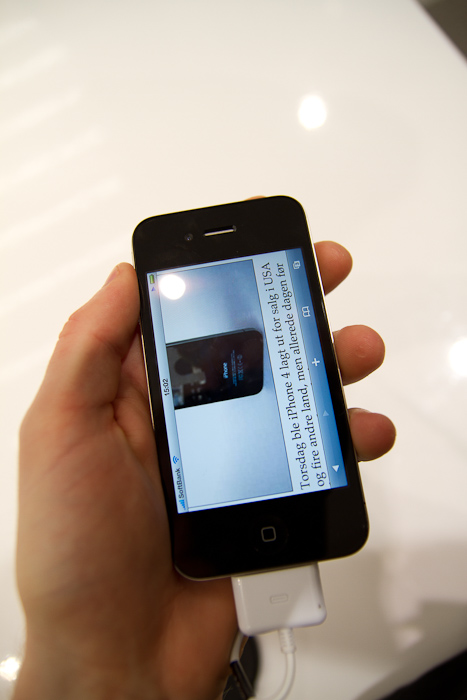 SoftBank
15:02
iPhone
Torsdag ble iPhone 4 lagt ut for salg i USA
og fire andre land, men allerede dagen før